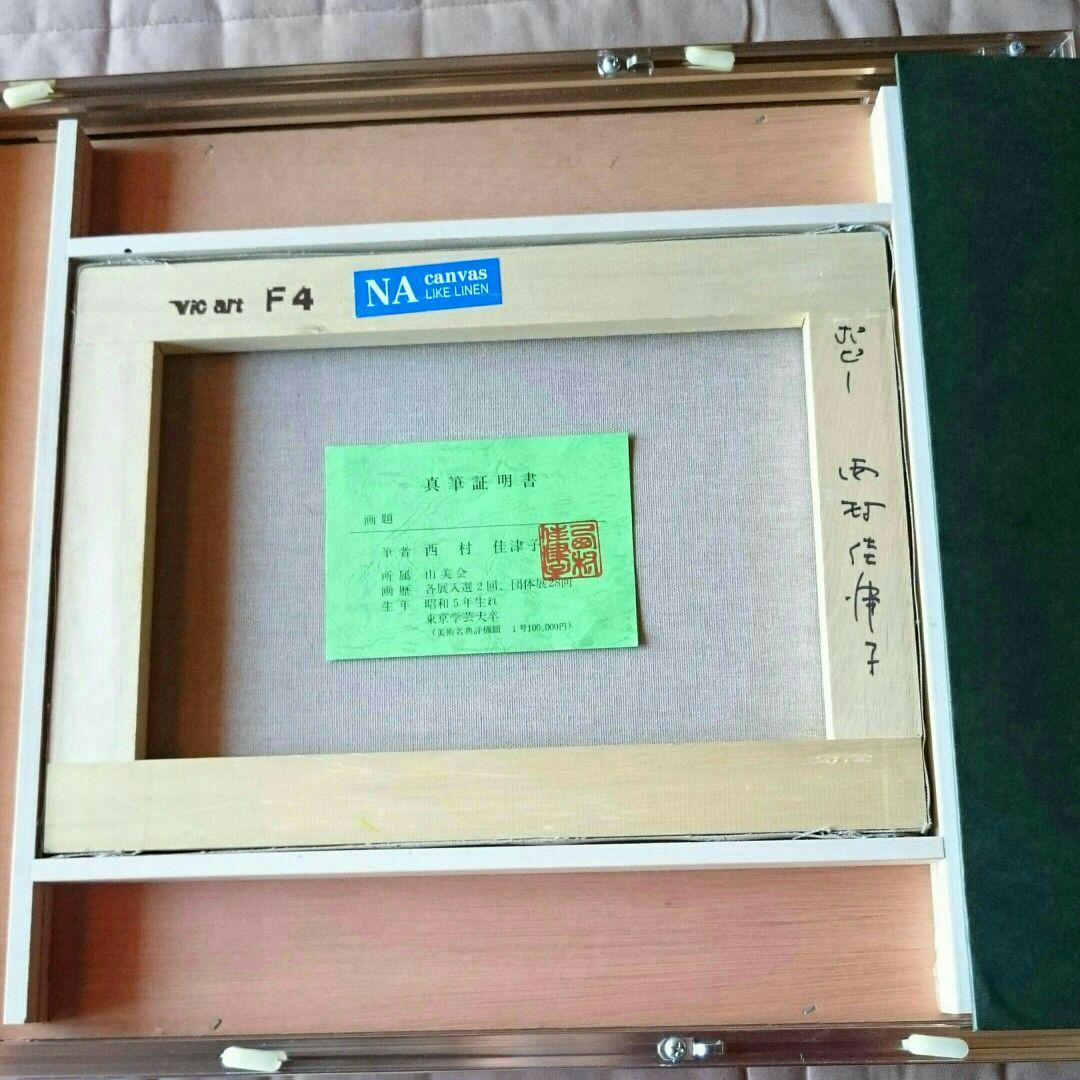 Vic art F4
NA canvas
LIKE LINEN
ポピー 西村佳津子
真筆証明書
画題
筆者 西村 佳津子
所属 山美会
画歴 各展入選2回、団体展28回
生年 昭和5年生れ
東京学芸大卒
(美術名典評価額 1号100,000円)